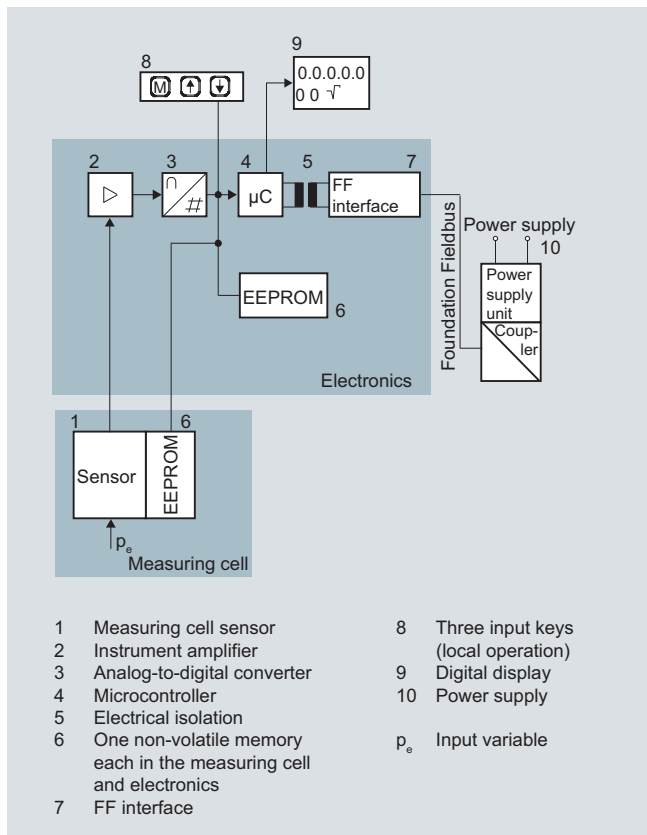 9
8
0.0.0.0.0
0 0 √
M
2
3
4
5
7
∩
#
µC
FF
interface
Power supply
10
Power
supply
unit
Coup-
ler
Foundation Fieldbus
EEPROM
6
Electronics
1
6
Sensor
EEPROM
pe
Measuring cell
1 Measuring cell sensor
2 Instrument amplifier
3 Analog-to-digital converter
4 Microcontroller
5 Electrical isolation
6 One non-volatile memory
each in the measuring cell
and electronics
7 FF interface
8 Three input keys
(local operation)
9 Digital display
10 Power supply
pe Input variable